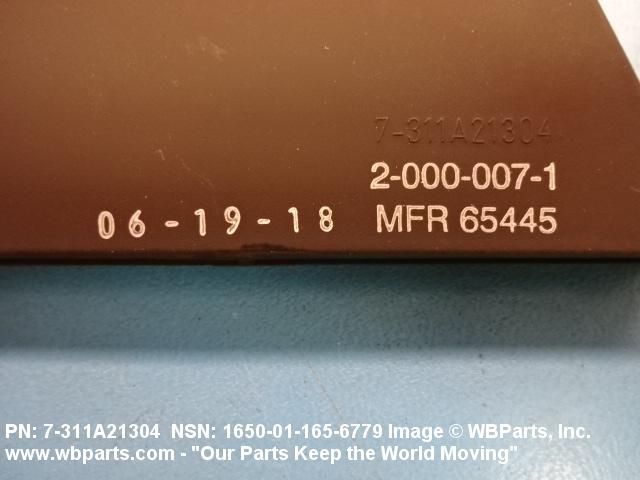 7-311A21304
2-000-007-1
06-19-18 MFR 65445
PN: 7-311A21304 NSN: 1650-01-165-6779 Image © WBParts, Inc.
www.wbparts.com - "Our Parts Keep the World Moving"